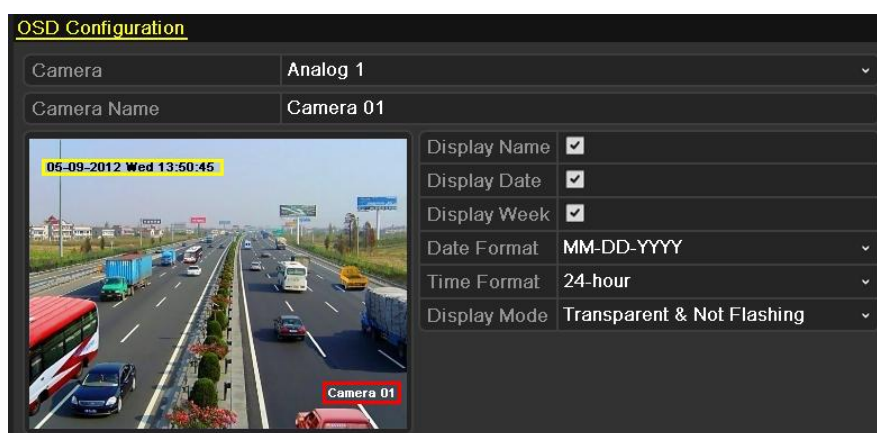 OSD Configuration
Camera Analog 1
Camera Name Camera 01
05-09-2012 Wed 13:50:45
Camera 01
Display Name
Display Date
Display Week
Date Format MM-DD-YYYY
Time Format 24-hour
Display Mode Transparent & Not Flashing